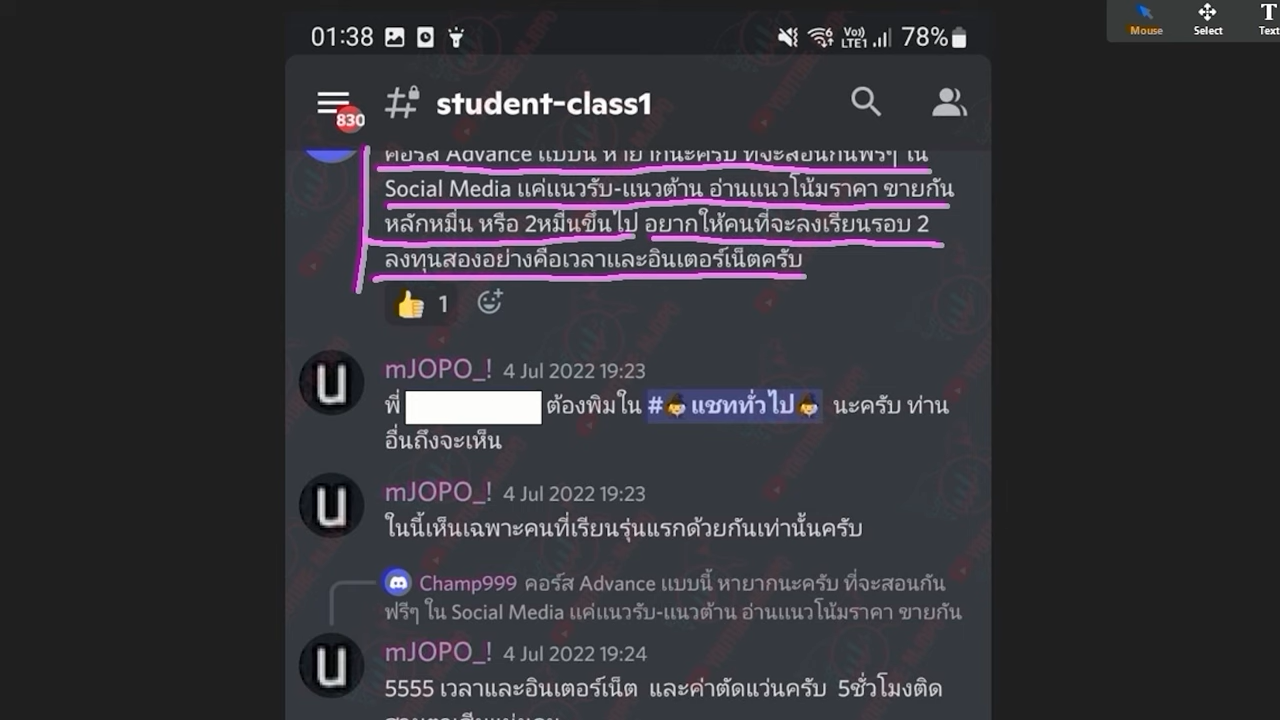 Mouse
Select
Text
01:38
Vo))
LTE1
78%
830
student-class1
คอร์ส Advance แบบนี้ หายากนะครับ ที่จะสอนกันฟรีๆ ใน
Social Media แค่แนวรับ-แนวต้าน อ่านแนวโน้มราคา ขายกัน
หลักหมื่น หรือ 2หมื่นขึ้นไป อยากให้คนที่จะลงเรียนรอบ 2
ลงทุนสองอย่างคือเวลาและอินเตอร์เน็ตครับ
1
mJOPO_! 4 Jul 2022 19:23
พี่ ต้องพิมใน #แชททั่วไป นะครับ ท่าน
อื่นถึงจะเห็น
mJOPO_! 4 Jul 2022 19:23
ในนี้เห็นเฉพาะคนที่เรียนรุ่นแรกด้วยกันเท่านั้นครับ
Champ999 คอร์ส Advance แบบนี้ หายากนะครับ ที่จะสอนกัน
ฟรีๆ ใน Social Media แค่แนวรับ-แนวต้าน อ่านแนวโน้มราคา ขายกัน
mJOPO_! 4 Jul 2022 19:24
5555 เวลาและอินเตอร์เน็ต และค่าตัดแว่นครับ 5ชั่วโมงติด